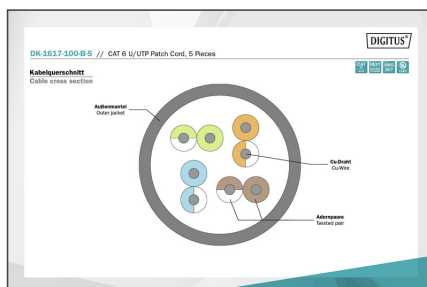 DIGITUS®
DK-1617-100-B-5 // CAT 6 U/UTP Patch Cord, 5 Pieces
Kabelquerschnitt
Cable cross section
Außenmantel
Outer jacket
Cu-Draht
Cu-Wire
Adernpaare
Twisted pair